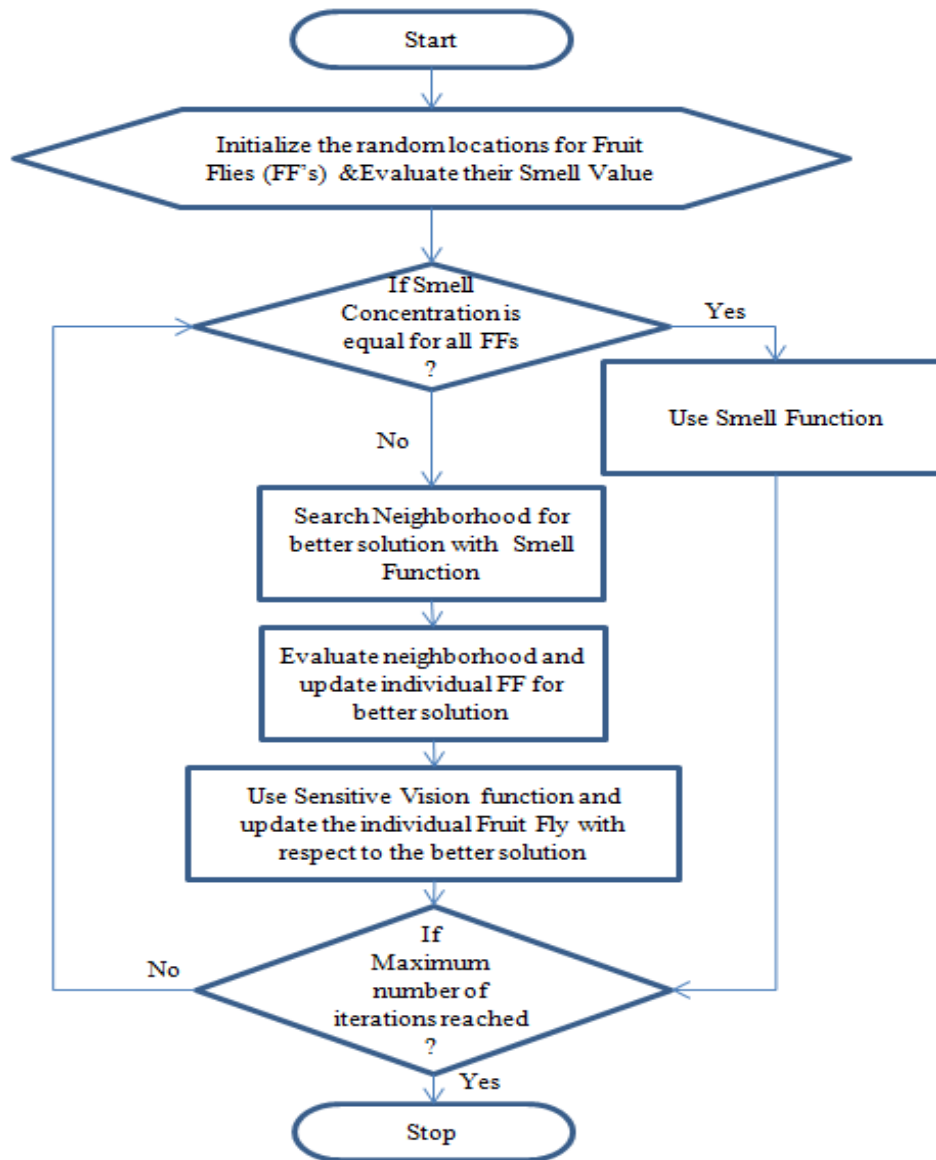 Start
Initialize the random locations for Fruit
Flies (FF's) &Evaluate their Smell Value
If Smell
Concentration is
equal for all FFs
?
Yes
Use Smell Function
No
Search Neighborhood for
better solution with Smell
Function
Evaluate neighborhood and
update individual FF for
better solution
Use Sensitive Vision function and
update the individual Fruit Fly with
respect to the better solution
If
Maximum
number of
iterations reached
?
No
Yes
Stop